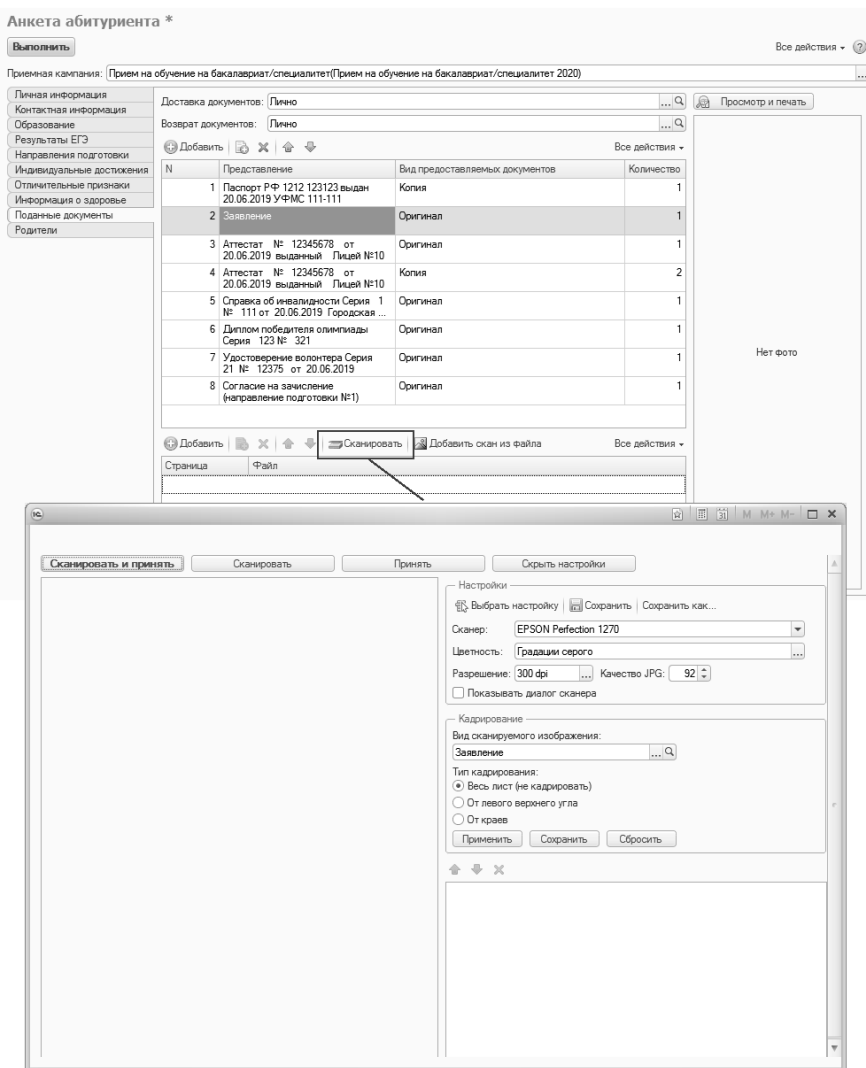 Анкета абитуриента *
Выполнить
Все действия
Приемная кампания: Прием на обучение на бакалавриат/специалитет(Прием на обучение на бакалавриат/специалитет 2020)
Личная информация
Контактная информация
Образование
Результаты ЕГЭ
Направления подготовки
Индивидуальные достижения
Отличительные признаки
Информация о здоровье
Поданные документы
Родители
Доставка документов: Лично
Возврат документов: Лично
Добавить
Все действия
N Представление Вид предоставляемых документов Количество
1 Паспорт РФ 1212 123123 выдан Копия 1
20.06.2019 УФМС 111-111
2 Заявление Оригинал 1
3 Аттестат № 12345678 от Оригинал 1
20.06.2019 выданный Лицей №10
4 Аттестат № 12345678 от Копия 2
20.06.2019 выданный Лицей №10
5 Справка об инвалидности Серия 1 Оригинал 1
№ 111 от 20.06.2019 Городская ...
6 Диплом победителя олимпиады Оригинал 1
Серия 123 № 321
7 Удостоверение волонтера Серия Оригинал 1
21 № 12375 от 20.06.2019
8 Согласие на зачисление Оригинал 1
(направление подготовки №1)
Просмотр и печать
Нет фото
Добавить Сканировать Добавить скан из файла Все действия
Страница Файл
1С M M+ M-
Сканировать и принять Сканировать Принять Скрыть настройки
Настройки
Выбрать настройку Сохранить Сохранить как...
Сканер: EPSON Perfection 1270
Цветность: Градации серого
Разрешение: 300 dpi ... Качество JPG: 92
Показывать диалог сканера
Кадрирование
Вид сканируемого изображения:
Заявление
Тип кадрирования:
Весь лист (не кадрировать)
От левого верхнего угла
От краев
Применить Сохранить Сбросить